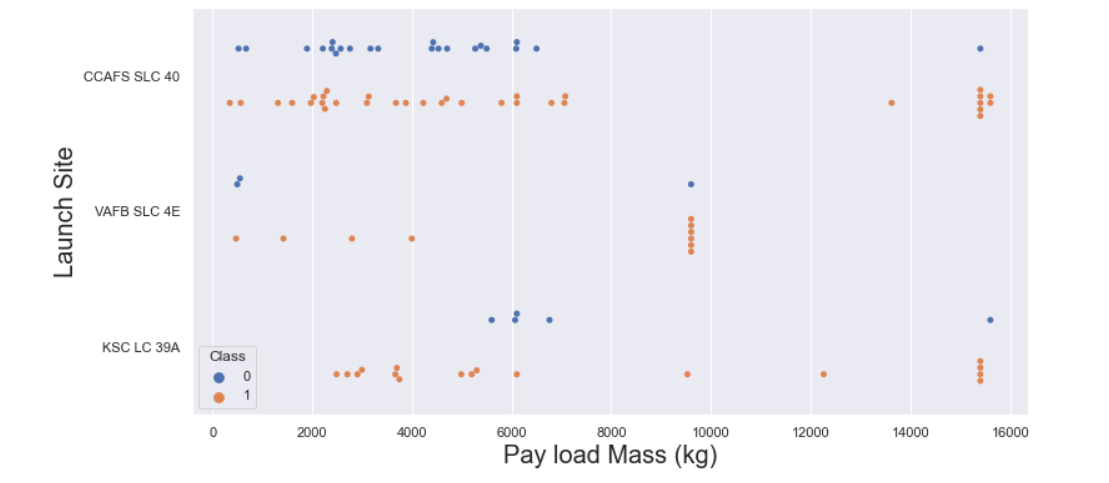 CCAFS SLC 40
VAFB SLC 4E
KSC LC 39A
Launch Site
Class
0
1
0 2000 4000 6000 8000 10000 12000 14000 16000
Pay load Mass (kg)